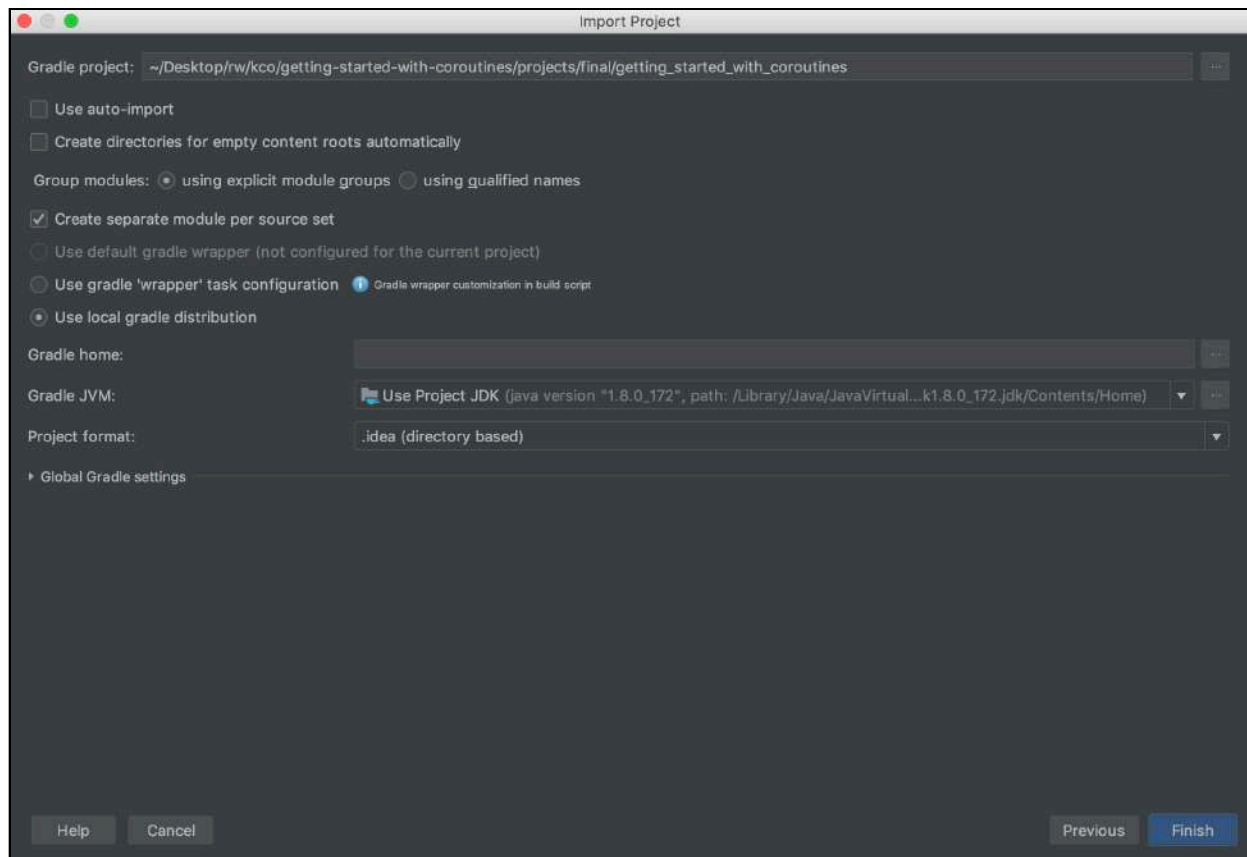 Import Project
Gradle project: ~/Desktop/rw/kco/getting-started-with-coroutines/projects/final/getting_started_with_coroutines ...
Use auto-import
Create directories for empty content roots automatically
Group modules: using explicit module groups using qualified names
Create separate module per source set
Use default gradle wrapper (not configured for the current project)
Use gradle 'wrapper' task configuration Gradle wrapper customization in build script
Use local gradle distribution
Gradle home: ...
Gradle JVM: Use Project JDK (java version "1.8.0_172", path: /Library/Java/JavaVirtual...k1.8.0_172.jdk/Contents/Home) ...
Project format: .idea (directory based)
Global Gradle settings
Help Cancel Previous Finish